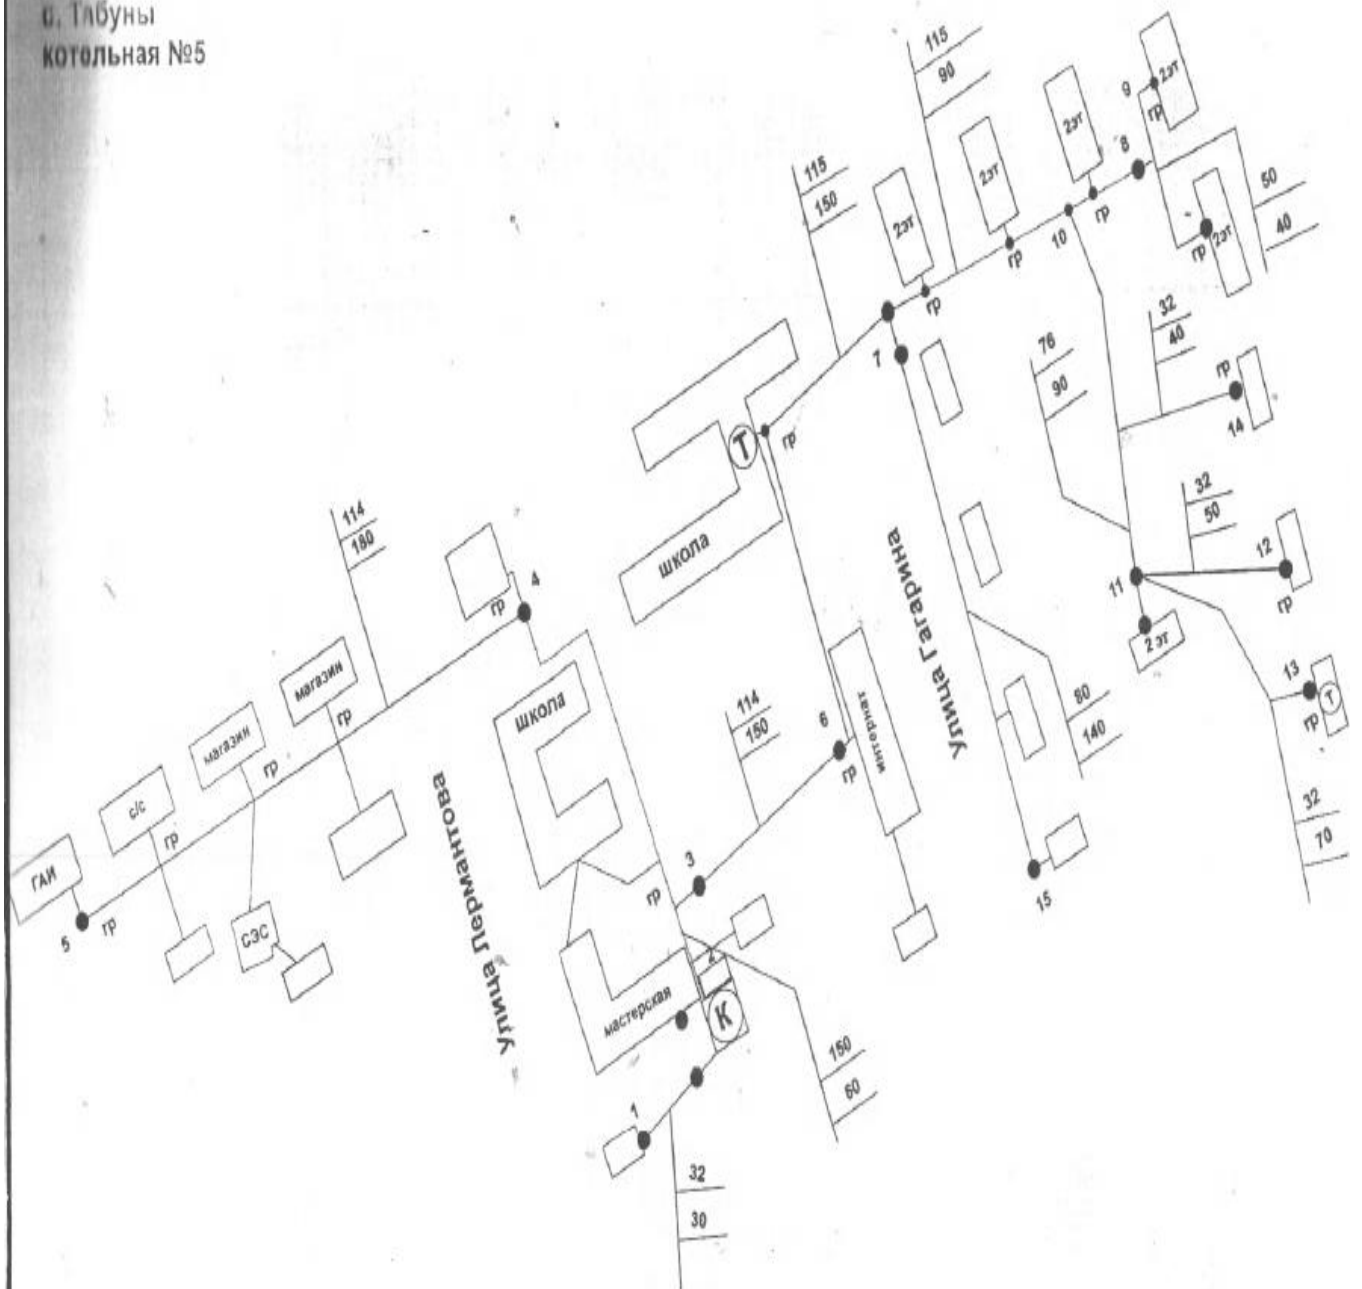 с. Табуны
котельная №5
115
90
9
2эт
гр
8
2эт
гр
2эт
гр
10
50
40
2эт
гр
115
150
2эт
гр
7
32
40
гр
14
76
90
школа
Т
гр
32
50
12
гр
11
2 эт
13
Т
гр
32
70
Улица Гагарина
80
140
15
интернат
6
гр
114
150
3
114
180
4
гр
школа
магазин
гр
магазин
гр
с/с
гр
ГАИ
5
гр
СЭС
Улица Лермантова
гр
2
мастерская
К
150
60
1
32
30